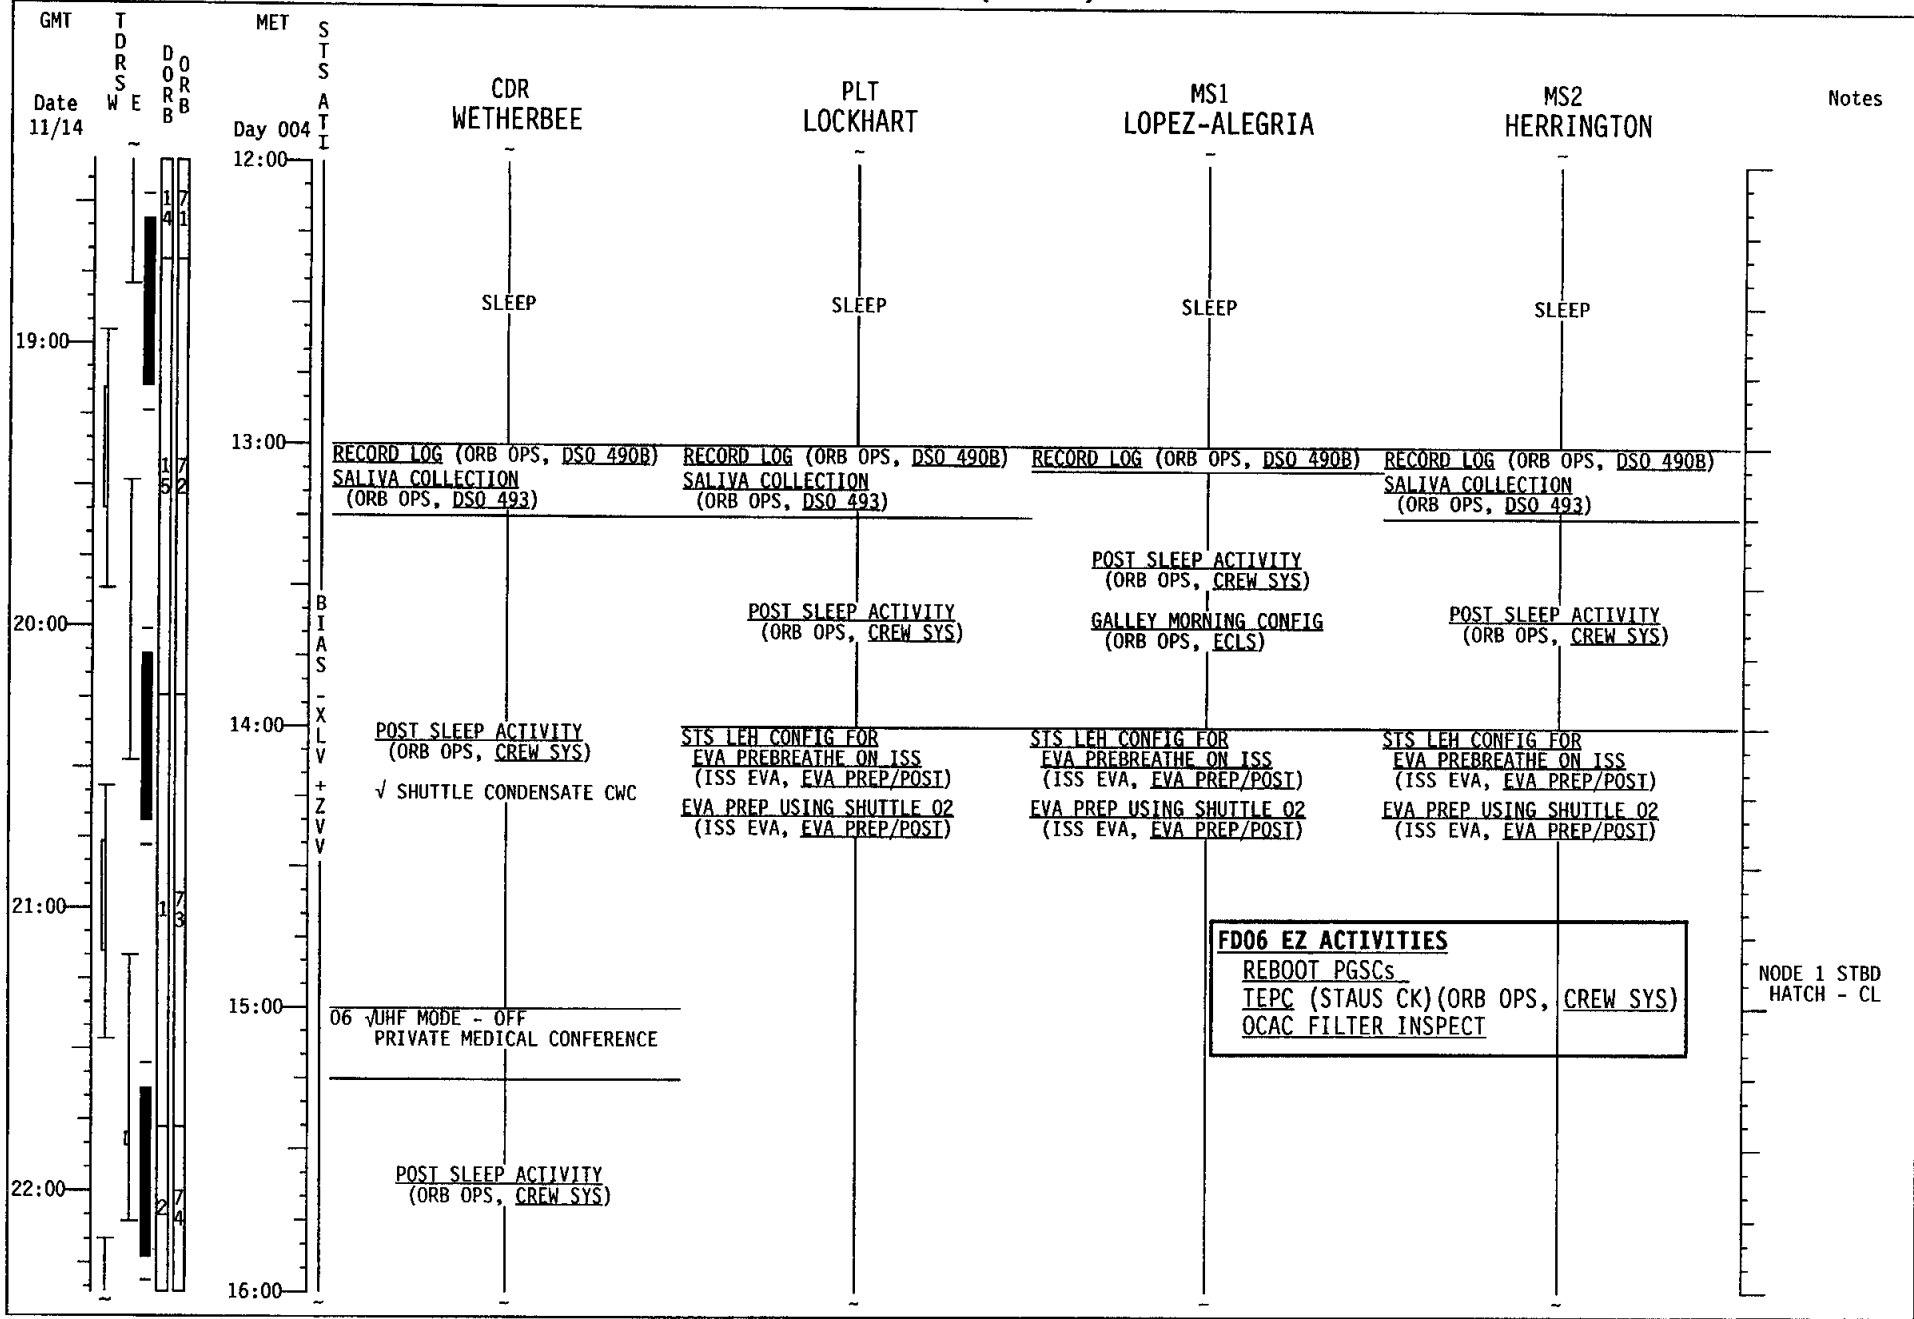 GMT
TDRS
W E
DORB
ORB
MET
STS ATT
Date
11/14
Day 004
CDR
WETHERBEE
PLT
LOCKHART
MS1
LOPEZ-ALEGRIA
MS2
HERRINGTON
Notes
12:00
14
71
SLEEP
SLEEP
SLEEP
SLEEP
19:00
13:00
RECORD LOG (ORB OPS, DSO 490B)
SALIVA COLLECTION
(ORB OPS, DSO 493)
RECORD LOG (ORB OPS, DSO 490B)
SALIVA COLLECTION
(ORB OPS, DSO 493)
RECORD LOG (ORB OPS, DSO 490B)
RECORD LOG (ORB OPS, DSO 490B)
SALIVA COLLECTION
(ORB OPS, DSO 493)
15
72
POST SLEEP ACTIVITY
(ORB OPS, CREW SYS)
GALLEY MORNING CONFIG
(ORB OPS, ECLS)
POST SLEEP ACTIVITY
(ORB OPS, CREW SYS)
POST SLEEP ACTIVITY
(ORB OPS, CREW SYS)
20:00
BIAS -XLV +ZVV
14:00
POST SLEEP ACTIVITY
(ORB OPS, CREW SYS)
√ SHUTTLE CONDENSATE CWC
STS LEH CONFIG FOR
EVA PREBREATHE ON ISS
(ISS EVA, EVA PREP/POST)
EVA PREP USING SHUTTLE O2
(ISS EVA, EVA PREP/POST)
STS LEH CONFIG FOR
EVA PREBREATHE ON ISS
(ISS EVA, EVA PREP/POST)
EVA PREP USING SHUTTLE O2
(ISS EVA, EVA PREP/POST)
STS LEH CONFIG FOR
EVA PREBREATHE ON ISS
(ISS EVA, EVA PREP/POST)
EVA PREP USING SHUTTLE O2
(ISS EVA, EVA PREP/POST)
21:00
1
73
FD06 EZ ACTIVITIES
REBOOT PGSCs
TEPC (STAUS CK)(ORB OPS, CREW SYS)
OCAC FILTER INSPECT
NODE 1 STBD
HATCH - CL
15:00
06 √UHF MODE - OFF
PRIVATE MEDICAL CONFERENCE
POST SLEEP ACTIVITY
(ORB OPS, CREW SYS)
22:00
2
74
16:00